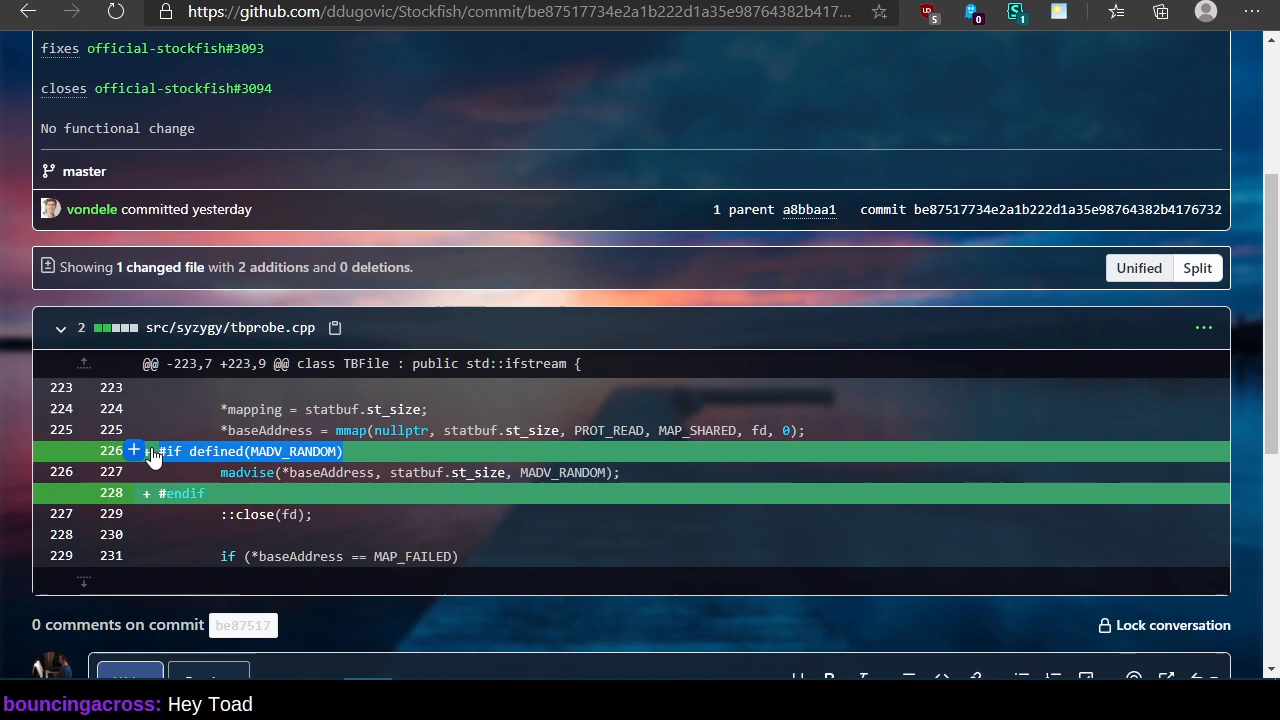 https://github.com/ddugovic/Stockfish/commit/be87517734e2a1b222d1a35e98764382b417...
5
0
1
fixes official-stockfish#3093
closes official-stockfish#3094
No functional change
master
vondele committed yesterday
1 parent a8bbaa1 commit be87517734e2a1b222d1a35e98764382b4176732
Showing 1 changed file with 2 additions and 0 deletions.
Unified Split
2 src/syzygy/tbprobe.cpp
@@ -223,7 +223,9 @@ class TBFile : public std::ifstream {
223 223
224 224 *mapping = statbuf.st_size;
225 225 *baseAddress = mmap(nullptr, statbuf.st_size, PROT_READ, MAP_SHARED, fd, 0);
226 + #if defined(MADV_RANDOM)
226 227 madvise(*baseAddress, statbuf.st_size, MADV_RANDOM);
228 + #endif
227 229 ::close(fd);
228 230
229 231 if (*baseAddress == MAP_FAILED)
0 comments on commit be87517
Lock conversation
bouncingacross: Hey Toad